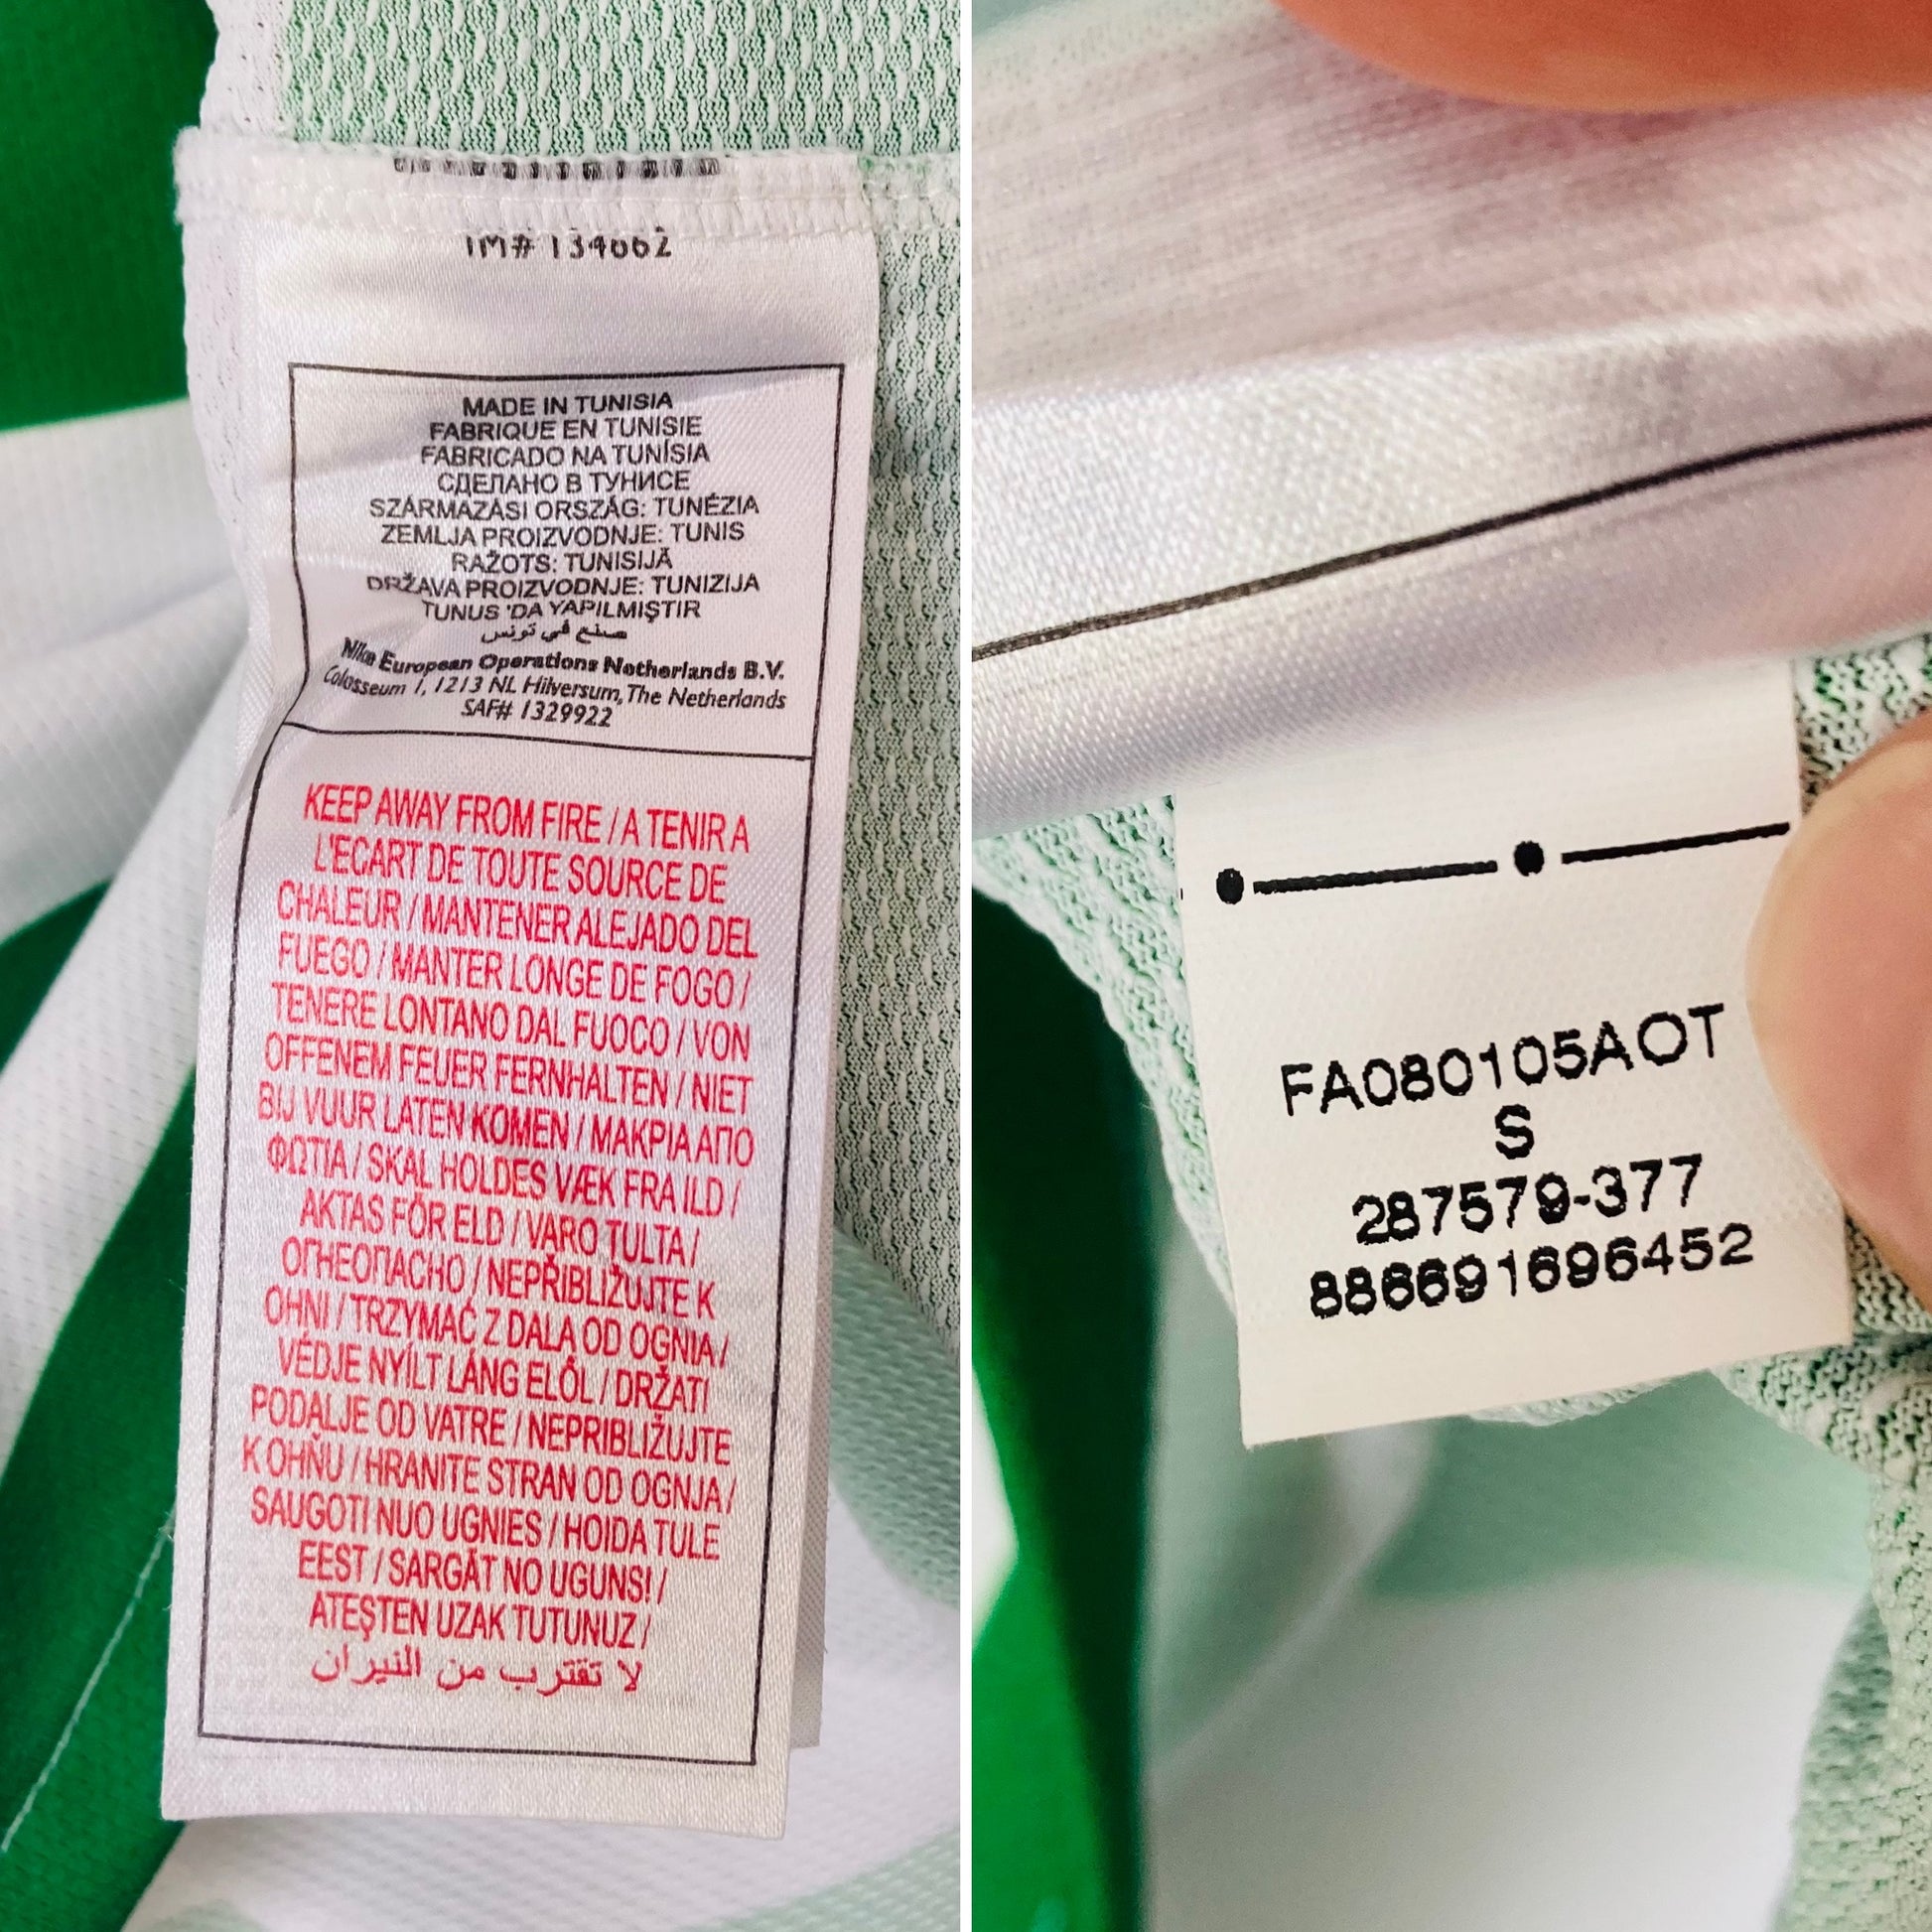 IM# 134662
MADE IN TUNISIA
FABRIQUE EN TUNISIE
FABRICADO NA TUNÍSIA
СДЕЛАНО В ТУНИСЕ
SZÁRMAZÁSI ORSZÁG: TUNÉZIA
ZEMLJA PROIZVODNJE: TUNIS
RAŽOTS: TUNISIJĀ
DRŽAVA PROIZVODNJE: TUNIZIJA
TUNUS 'DA YAPILMIŞTIR
صنع في تونس
Nike European Operations Netherlands B.V.
Colosseum 1, 1213 NL Hilversum, The Netherlands
SAF# 1329922
KEEP AWAY FROM FIRE / A TENIR A
L'ECART DE TOUTE SOURCE DE
CHALEUR / MANTENER ALEJADO DEL
FUEGO / MANTER LONGE DE FOGO /
TENERE LONTANO DAL FUOCO / VON
OFFENEM FEUER FERNHALTEN / NIET
BIJ VUUR LATEN KOMEN / ΜΑΚΡΙΑ ΑΠΟ
ΦΩΤΙΑ / SKAL HOLDES VÆK FRA ILD /
AKTAS FÖR ELD / VARO TULTA /
ОГНЕОПАСНО / NEPŘIBLIŽUJTE K
OHNI / TRZYMAĆ Z DALA OD OGNIA /
VÉDJE NYÍLT LÁNG ELŐL / DRŽATI
PODALJE OD VATRE / NEPRIBLIŽUJTE
K OHŇU / HRANITE STRAN OD OGNJA /
SAUGOTI NUO UGNIES / HOIDA TULE
EEST / SARGĀT NO UGUNS! /
ATEŞTEN UZAK TUTUNUZ /
لا تقترب من النيران
FA080105AOT
S
287579-377
886691696452